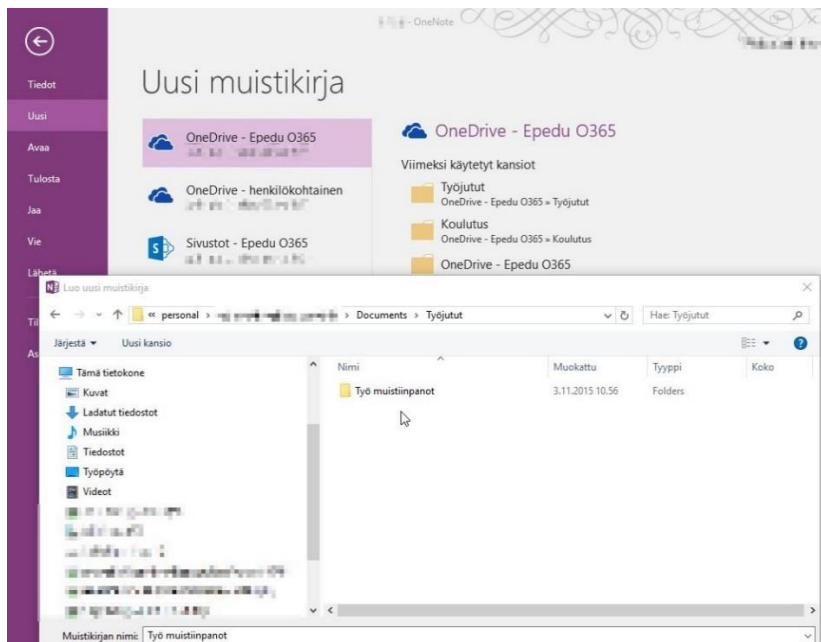 - OneNote
Tiedot
Uusi
Avaa
Tulosta
Jaa
Vie
Lähetä
Uusi muistikirja
OneDrive - Epedu O365
OneDrive - henkilökohtainen
Sivustot - Epedu O365
OneDrive - Epedu O365
Viimeksi käytetyt kansiot
Työjutut
OneDrive - Epedu O365 » Työjutut
Koulutus
OneDrive - Epedu O365 » Koulutus
OneDrive - Epedu O365
Luo uusi muistikirja
« personal › › Documents › Työjutut
Hae: Työjutut
Järjestä Uusi kansio
Tämä tietokone
Kuvat
Ladatut tiedostot
Musiikki
Tiedostot
Työpöytä
Videot
Nimi Muokattu Tyyppi Koko
Työ muistiinpanot 3.11.2015 10.56 Folders
Muistikirjan nimi: Työ muistiinpanot